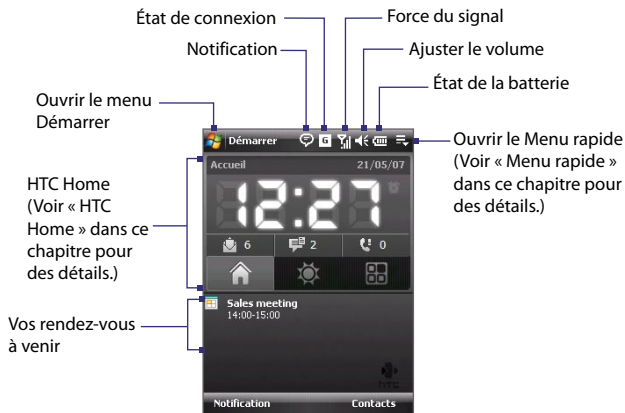 État de connexion
Force du signal
Notification
Ajuster le volume
État de la batterie
Ouvrir le menu
Démarrer
Démarrer
G
Ouvrir le Menu rapide
(Voir « Menu rapide »
dans ce chapitre pour
des détails.)
Accueil 21/05/07
12:27
6 2 0
HTC Home
(Voir « HTC
Home » dans ce
chapitre pour
des détails.)
Sales meeting
14:00-15:00
Vos rendez-vous
à venir
hTC
Notification Contacts